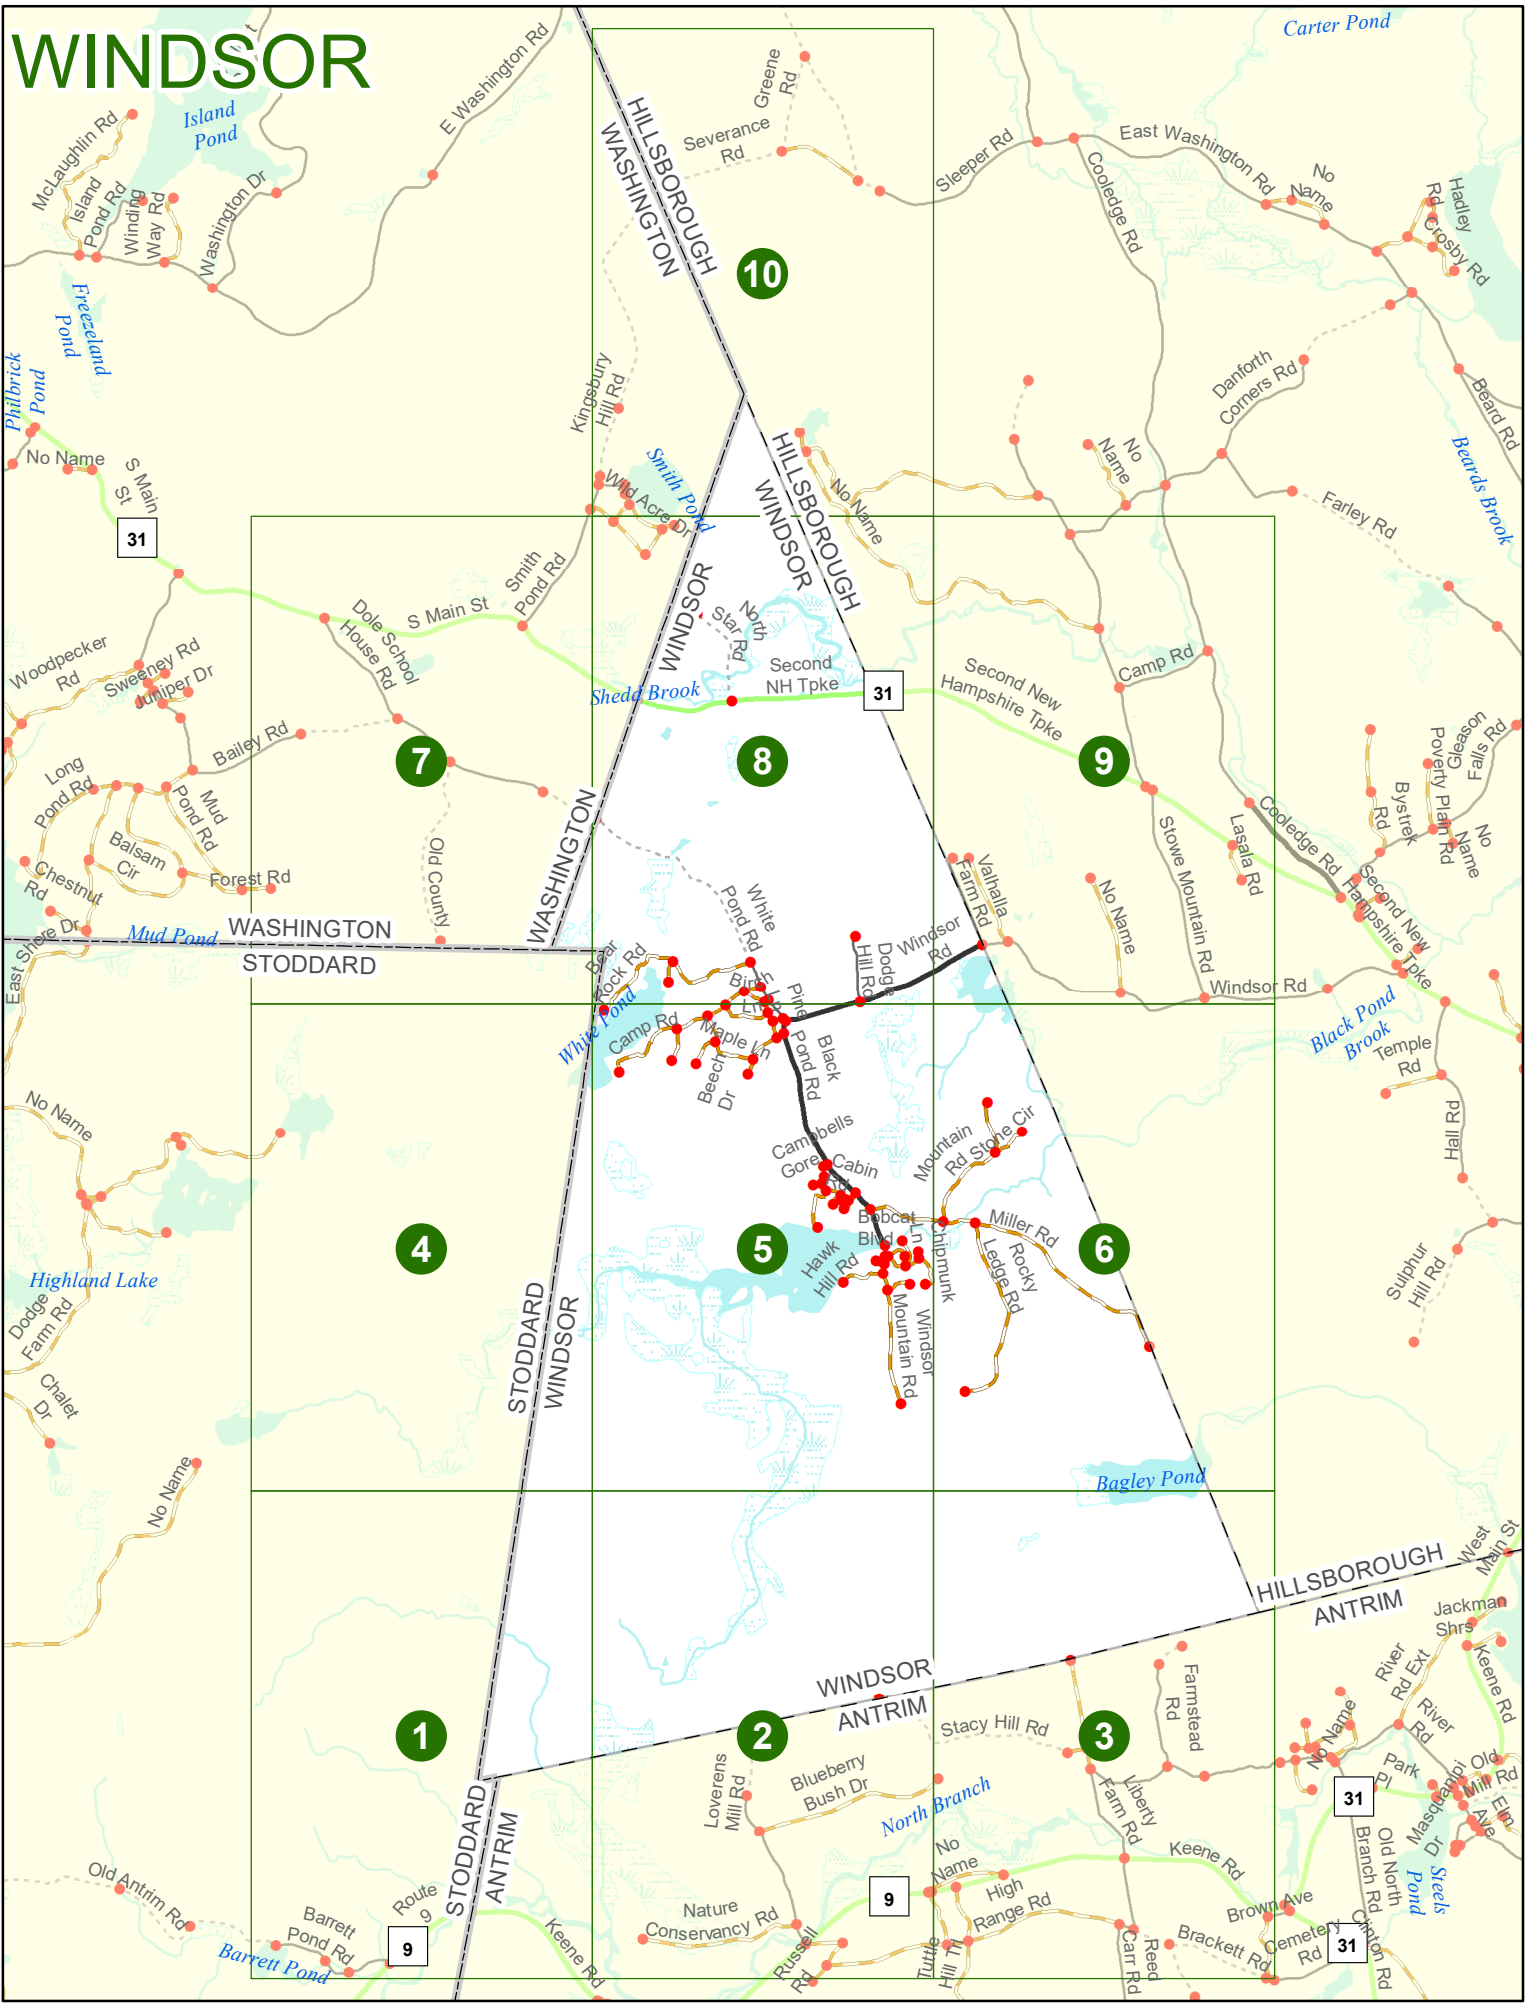 WINDSOR
Carter Pond
Island
Pond
E Washington Rd
Greene
Rd
Severance
Rd
HILLSBOROUGH
WASHINGTON
Sleeper Rd
East Washington Rd
No
Name
Cooledge Rd
Hadley
Rd
Crosby Rd
McLaughlin Rd
Island
Pond Rd
Winding
Way Rd
Washington Dr
10
Freezeland
Pond
Philbrick
Pond
Kingsbury
Hill Rd
Danforth
Corners Rd
Beard Rd
Beards Brook
No Name
S Main
St
31
Smith Pond
Wild Acre Dr
HILLSBOROUGH
WINDSOR
No Name
No
Name
Farley Rd
Smith
Pond Rd
S Main St
Dole School
House Rd
WINDSOR
North
Star Rd
Second
NH Tpke
31
Shedd Brook
Second New
Hampshire Tpke
Camp Rd
Woodpecker
Rd
Sweeney Rd
Juniper Dr
Bailey Rd
Long
Pond Rd
Mud
Pond Rd
Balsam
Cir
Chestnut
Rd
Forest Rd
7
8
9
Old County
WASHINGTON
Gleason
Falls Rd
Poverty Plain Rd
Bystrek
Rd
No
Name
Cooledge Rd
Lasala Rd
Stowe Mountain Rd
Second New
Hampshire Tpke
White
Pond Rd
Valhalla
Farm Rd
No Name
Windsor
Rd
Dodge
Hill Rd
East Shore Dr
Mud Pond
WASHINGTON
STODDARD
Bear
Rock Rd
Windsor Rd
Birch
Ln
Pine
White Pond
Camp Rd
Maple Ln
Beech
Dr
Black
Pond Rd
Black Pond
Brook
Temple
Rd
Hall Rd
No Name
Campbells
Gore
Rd
Cabin
Mountain
Rd
Stone Cir
Bobcat
Blvd
Ln
Chipmunk
Miller Rd
Rocky
Ledge Rd
Hawk
Hill Rd
Windsor
Mountain Rd
4
5
6
Highland Lake
Dodge
Farm Rd
Sulphur
Hill Rd
STODDARD
WINDSOR
Chalet
Dr
No Name
Bagley Pond
West
Main St
HILLSBOROUGH
ANTRIM
Jackman
Shrs
WINDSOR
ANTRIM
River
Rd Ext
Keene Rd
Farmstead
Rd
Stacy Hill Rd
No Name
River
Rd
1
2
3
Park
Pl
Old
Mill Rd
Masquampi
Dr
Elm
Ave
Loverens
Mill Rd
Blueberry
Bush Dr
North Branch
Liberty
Farm Rd
31
STODDARD
ANTRIM
Old North
Branch Rd
Steels
Pond
No
Name
Keene Rd
Old Antrim Rd
Route
9
9
Barrett
Pond Rd
Barrett Pond
Keene Rd
Nature
Conservancy Rd
9
High
Range Rd
Russell
Rd
Tuttle
Hill Trl
Reed
Carr Rd
Brackett Rd
Brown Ave
Cemetery
Rd
31
Clinton Rd